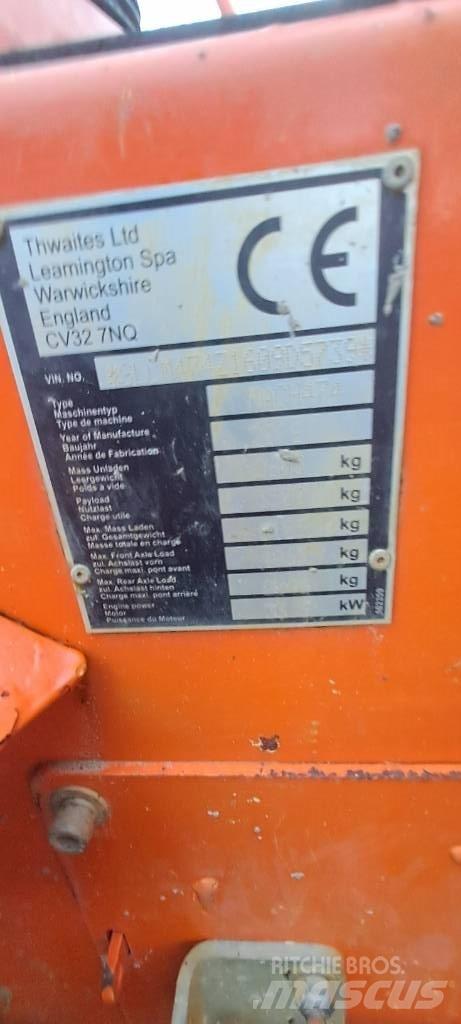 Thwaites Ltd
Leamington Spa
Warwickshire
England
CV32 7NQ
CE
VIN. NO.
Type
Maschinentyp
Type de machine
Year of Manufacture
Baujahr
Année de Fabrication
Mass Unladen
Leergewicht
Poids à vide
kg
Payload
Nutzlast
Charge utile
kg
Max. Mass Laden
zul. Gesamtgewicht
Masse totale en charge
kg
Max. Front Axle Load
zul. Achslast vorn
Charge maxi. pont avant
kg
Max. Rear Axle Load
zul. Achslast hinten
Charge maxi. pont arriére
kg
Engine power
Motor
Puissance du Moteur
kW
RITCHIE BROS.
MASCUS